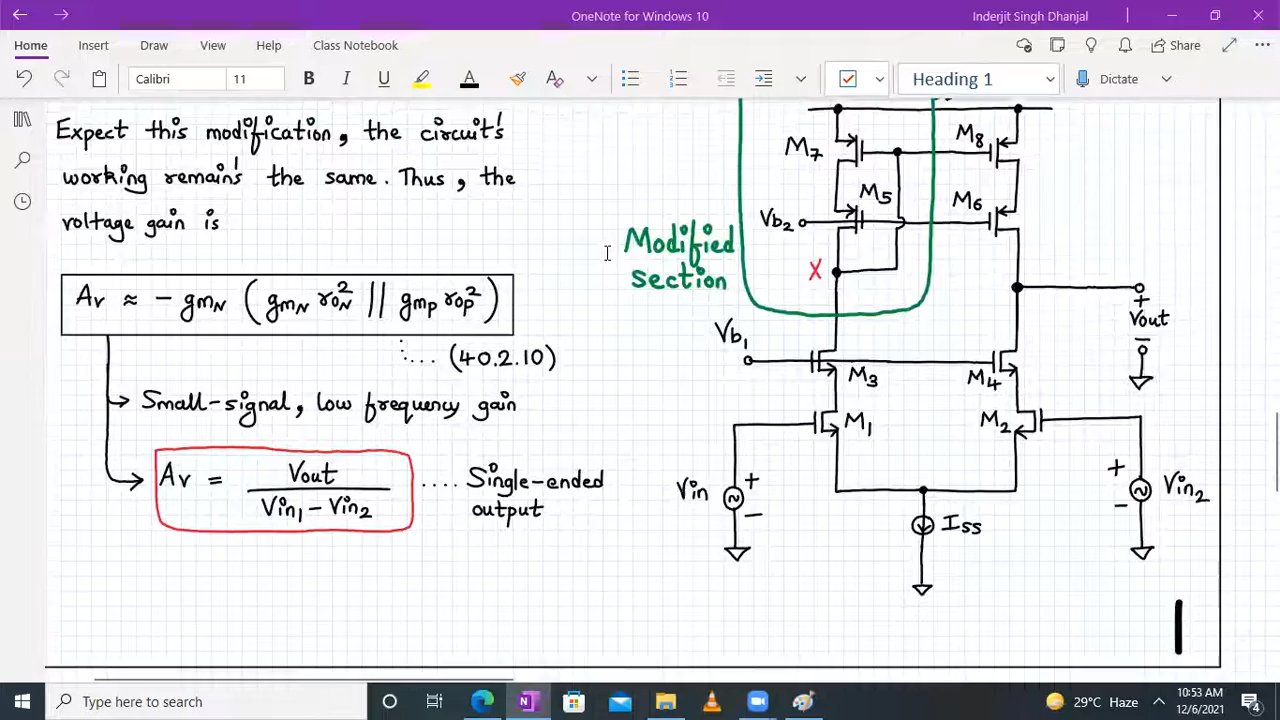 OneNote for Windows 10
Inderjit Singh Dhanjal
Home Insert Draw View Help Class Notebook Share
Calibri 11 B I U A Heading 1 Dictate
Expect this modification, the circuit's
working remains the same. Thus, the
voltage gain is
Av ≈ - gmN (gmN roN² || gmp rop²)
.... (40.2.10)
Small-signal, low frequency gain
Av = Vout
Vin1 - Vin2
.... Single-ended
output
Modified
section
M7
M8
M5
M6
Vb2
X
Vb1
+
Vout
-
M3
M4
M1
M2
Vin
+
-
+
-
Vin2
Iss
Type here to search
29°C Haze
10:53 AM
12/6/2021
4